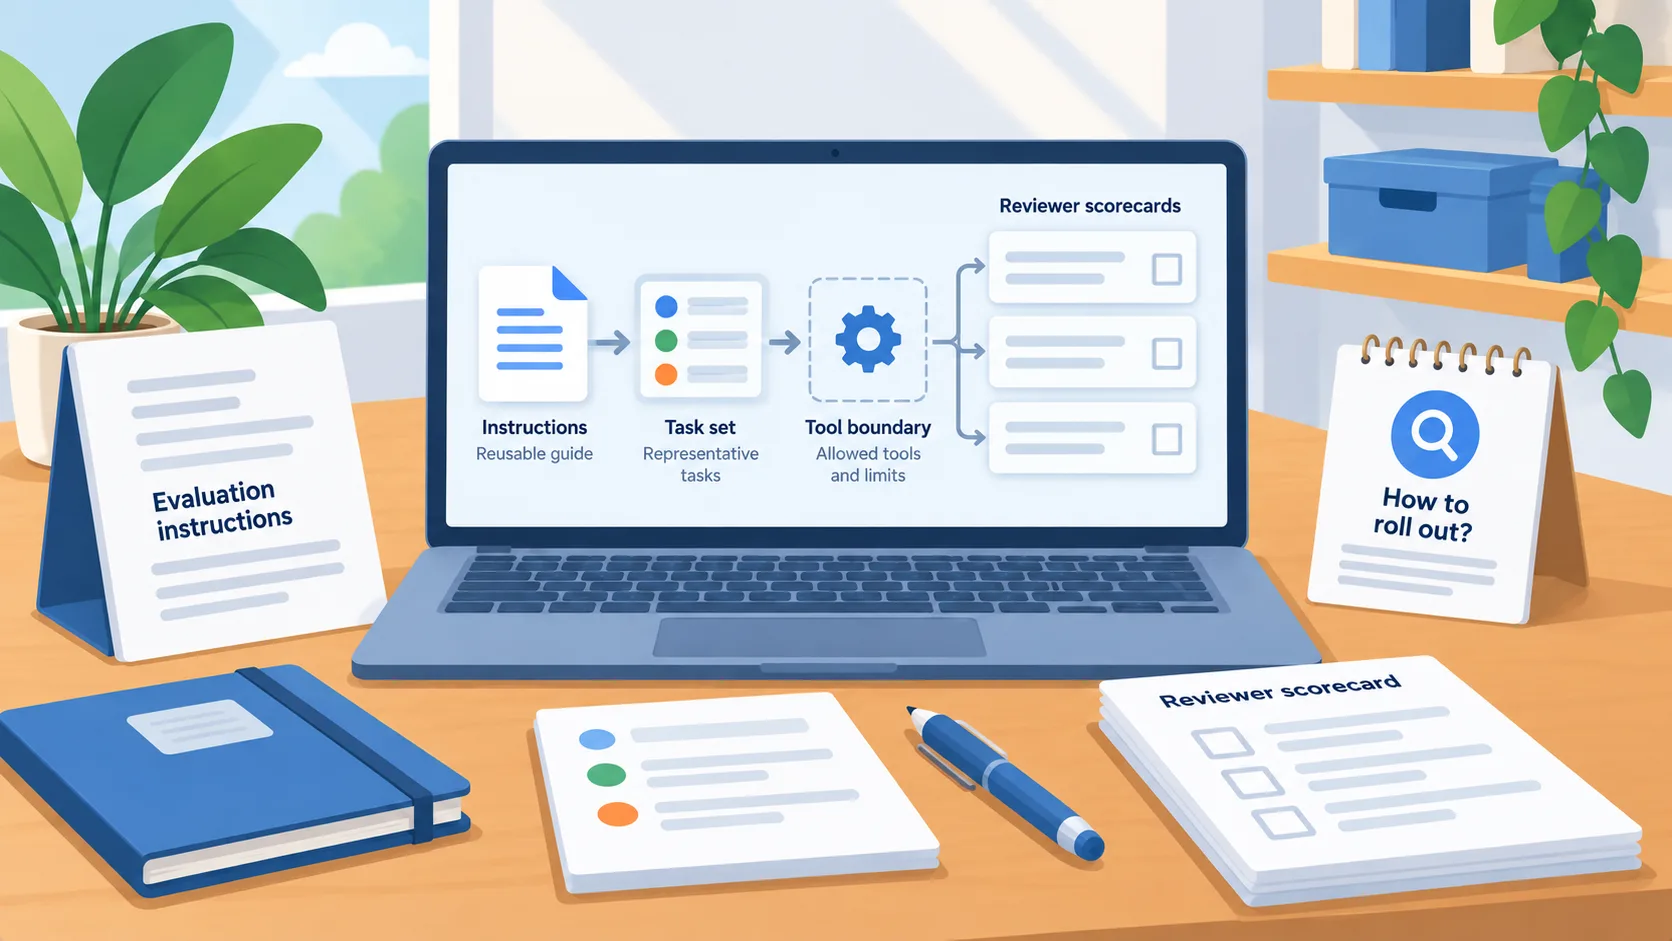 Reviewer scorecards
Instructions
Reusable guide
Task set
Representative
tasks
Tool boundary
Allowed tools
and limits
Evaluation
instructions
How to
roll out?
Reviewer scorecard